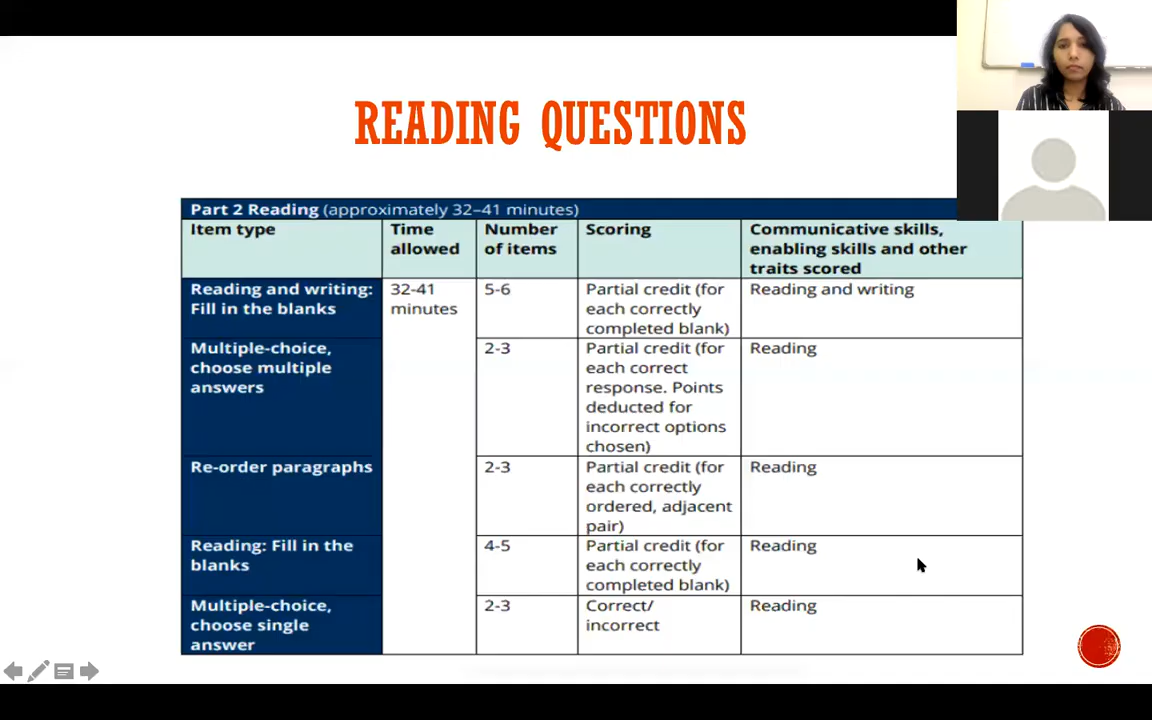 READING QUESTIONS
Part 2 Reading (approximately 32–41 minutes)
Item type
Time
allowed
Number
of items
Scoring
Communicative skills,
enabling skills and other
traits scored
Reading and writing:
Fill in the blanks
32-41
minutes
5-6
Partial credit (for
each correctly
completed blank)
Reading and writing
Multiple-choice,
choose multiple
answers
2-3
Partial credit (for
each correct
response. Points
deducted for
incorrect options
chosen)
Reading
Re-order paragraphs
2-3
Partial credit (for
each correctly
ordered, adjacent
pair)
Reading
Reading: Fill in the
blanks
4-5
Partial credit (for
each correctly
completed blank)
Reading
Multiple-choice,
choose single
answer
2-3
Correct/
incorrect
Reading